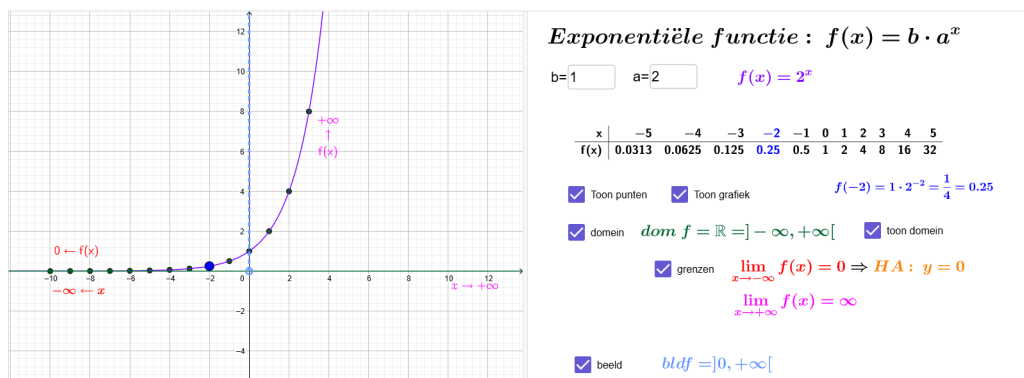 Exponentiële functie : f(x) = b · a^x
b= 1 a= 2 f(x) = 2^x
x −5 −4 −3 −2 −1 0 1 2 3 4 5
f(x) 0.0313 0.0625 0.125 0.25 0.5 1 2 4 8 16 32
f(−2) = 1 · 2^−2 = 1/4 = 0.25
Toon punten Toon grafiek
domein dom f = ℝ =] − ∞, +∞[ toon domein
grenzen lim x→−∞ f(x) = 0 ⇒ HA : y = 0
lim x→+∞ f(x) = ∞
beeld bldf =]0, +∞[
12
10
8
+∞
↑
6 f(x)
4
2
0 ← f(x)
−10 −8 −6 −4 −2 0 2 4 6 8 10 12
−∞ ← x x → +∞
−2
−4